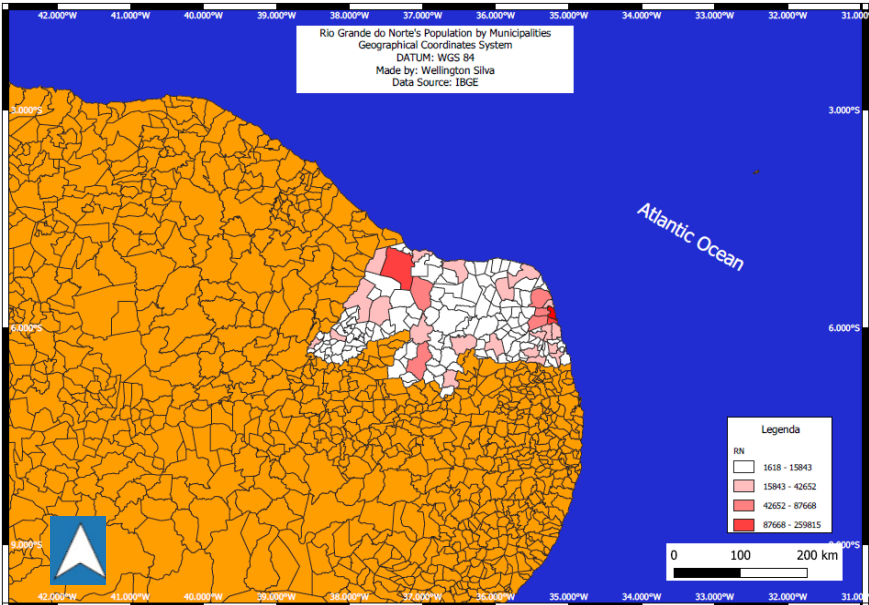 42.000°W 41.000°W 40.000°W 39.000°W 38.000°W 37.000°W 36.000°W 35.000°W 34.000°W 33.000°W 32.000°W 31.000°
Rio Grande do Norte's Population by Municipalities
Geographical Coordinates System
DATUM: WGS 84
Made by: Wellington Silva
Data Source: IBGE
3.000°S 3.000°S
Atlantic Ocean
6.000°S 6.000°S
Legenda
RN
1618 - 15843
15843 - 42652
42652 - 87668
87668 - 259815
9.000°S 9.000°S
0 100 200 km
42.000°W 41.000°W 40.000°W 39.000°W 38.000°W 37.000°W 36.000°W 35.000°W 34.000°W 33.000°W 32.000°W 31.000°